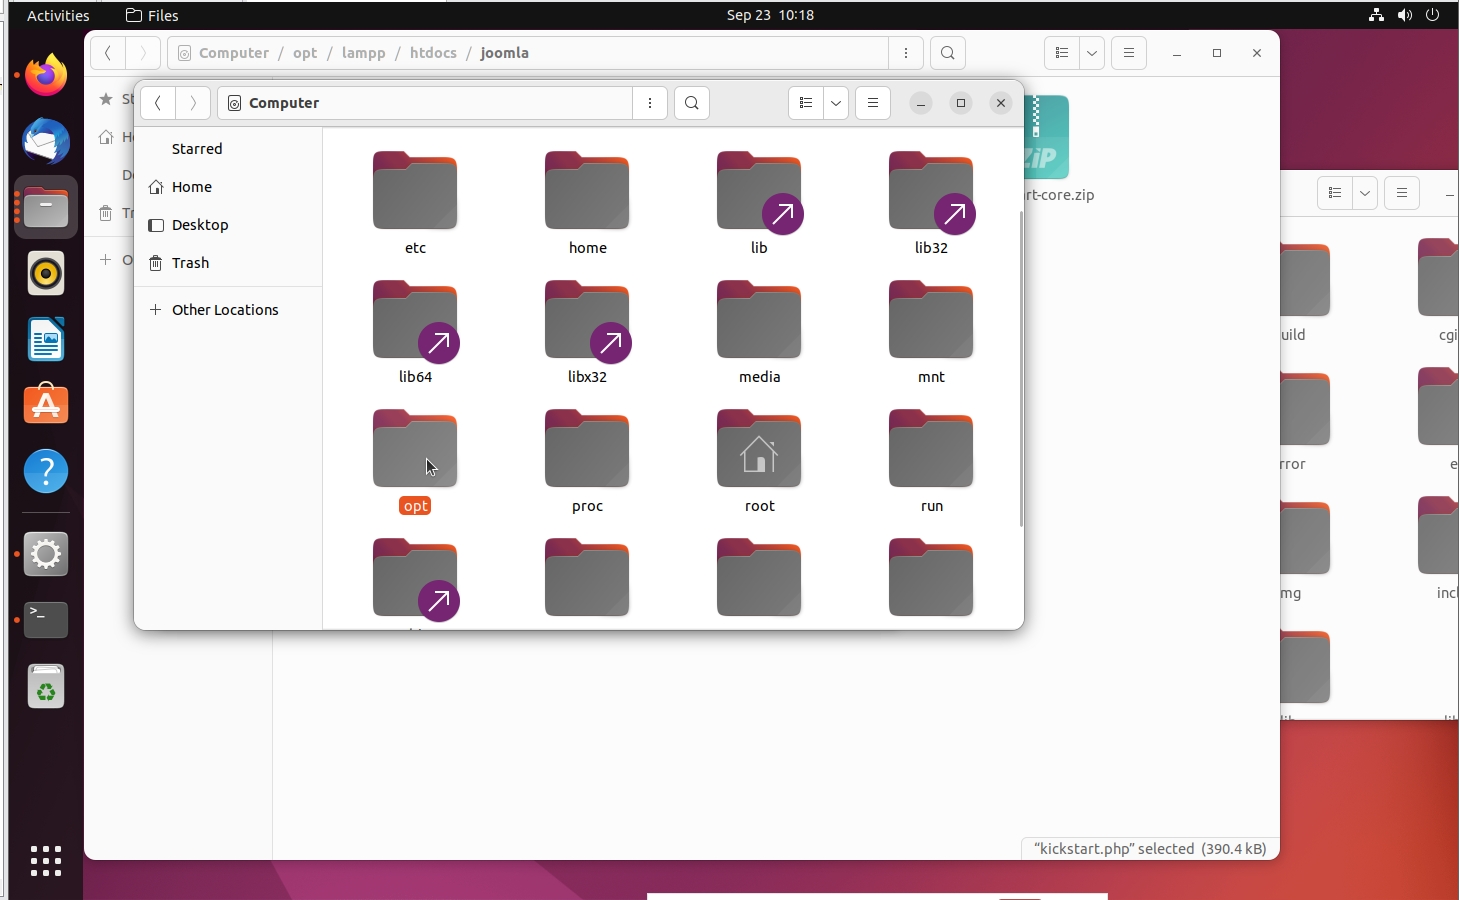 Activities Files Sep 23 10:18
Computer / opt / lampp / htdocs / joomla
Computer
Starred
Home
Desktop
Trash
Other Locations
etc home lib lib32
lib64 libx32 media mnt
opt proc root run
ZiP
rt-core.zip
uild cgi
rror e
mg incl
"kickstart.php" selected (390.4 kB)